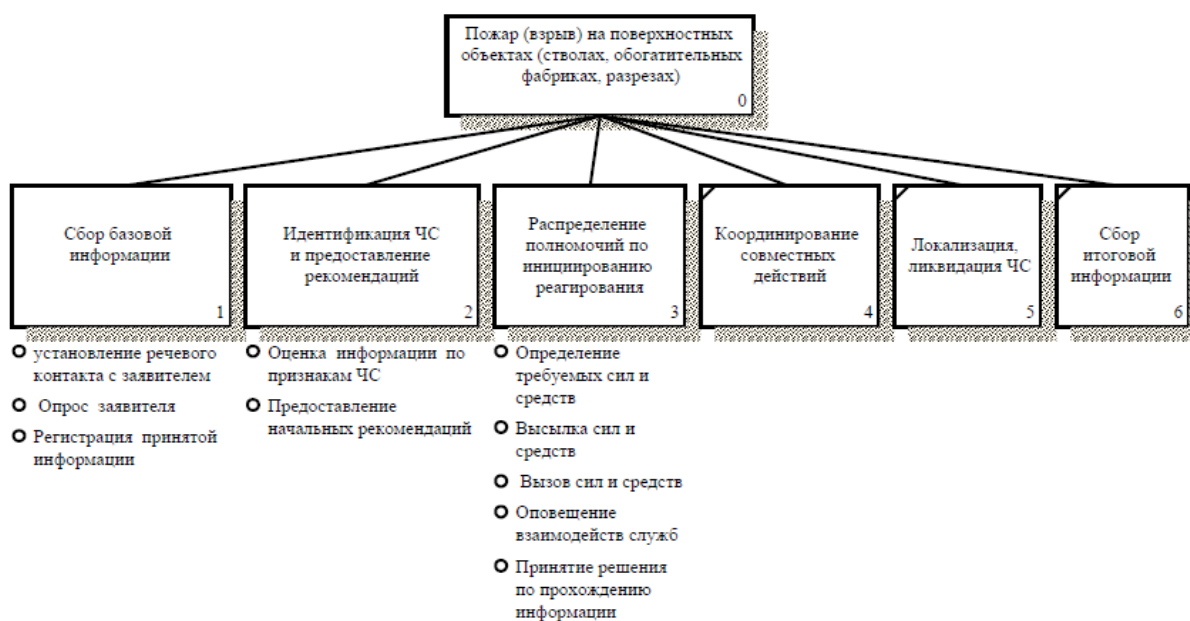 Пожар (взрыв) на поверхностных
объектах (стволах, обогатительных
фабриках, разрезах)
0
Сбор базовой
информации
1
Идентификация ЧС
и предоставление
рекомендаций
2
Распределение
полномочий по
инициированию
реагирования
3
Координирование
совместных
действий
4
Локализация,
ликвидация ЧС
5
Сбор
итоговой
информации
6
установление речевого
контакта с заявителем
Опрос заявителя
Регистрация принятой
информации
Оценка информации по
признакам ЧС
Предоставление
начальных рекомендаций
Определение
требуемых сил и
средств
Высылка сил и
средств
Вызов сил и средств
Оповещение
взаимодейств служб
Принятие решения
по прохождению
информации